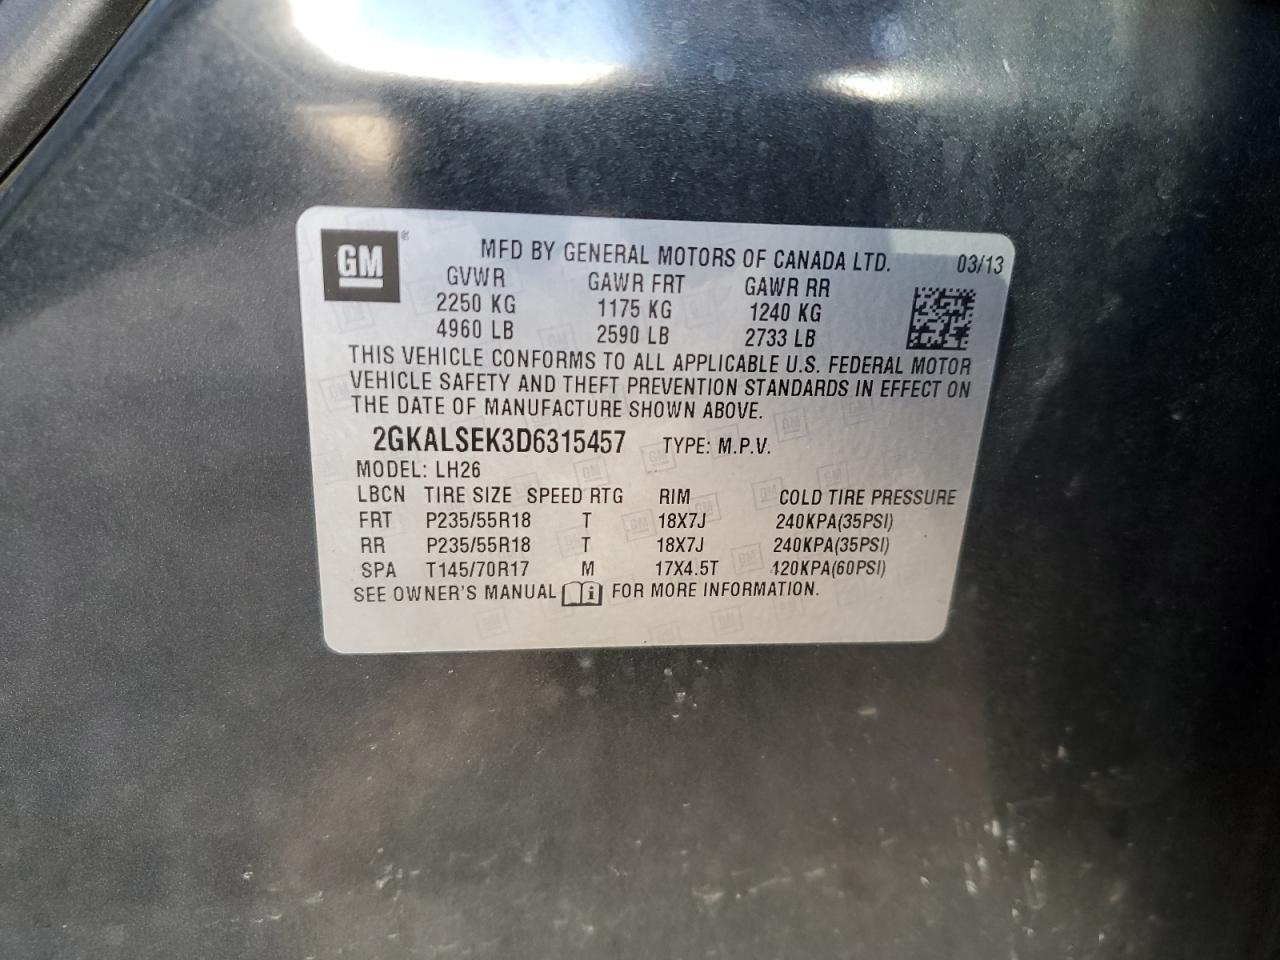 GM ®
MFD BY GENERAL MOTORS OF CANADA LTD. 03/13
GVWR GAWR FRT GAWR RR
2250 KG 1175 KG 1240 KG
4960 LB 2590 LB 2733 LB
THIS VEHICLE CONFORMS TO ALL APPLICABLE U.S. FEDERAL MOTOR
VEHICLE SAFETY AND THEFT PREVENTION STANDARDS IN EFFECT ON
THE DATE OF MANUFACTURE SHOWN ABOVE.
2GKALSEK3D6315457 TYPE: M.P.V.
MODEL: LH26
LBCN TIRE SIZE SPEED RTG RIM COLD TIRE PRESSURE
FRT P235/55R18 T 18X7J 240KPA(35PSI)
RR P235/55R18 T 18X7J 240KPA(35PSI)
SPA T145/70R17 M 17X4.5T 420KPA(60PSI)
SEE OWNER'S MANUAL i FOR MORE INFORMATION.